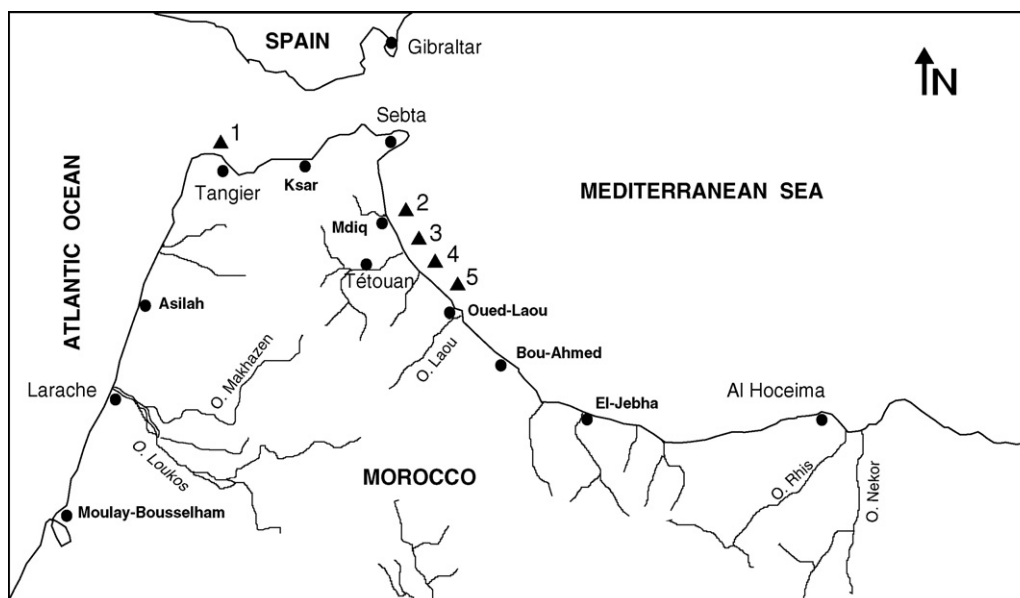 SPAIN
Gibraltar
N
Sebta
1
Tangier
Ksar
ATLANTIC OCEAN
MEDITERRANEAN SEA
2
Mdiq
3
4
Tétouan
5
Oued-Laou
Asilah
O. Laou
Bou-Ahmed
O. Makhazen
Larache
El-Jebha
Al Hoceima
O. Loukos
MOROCCO
O. Rhis
O. Nekor
Moulay-Bousselham